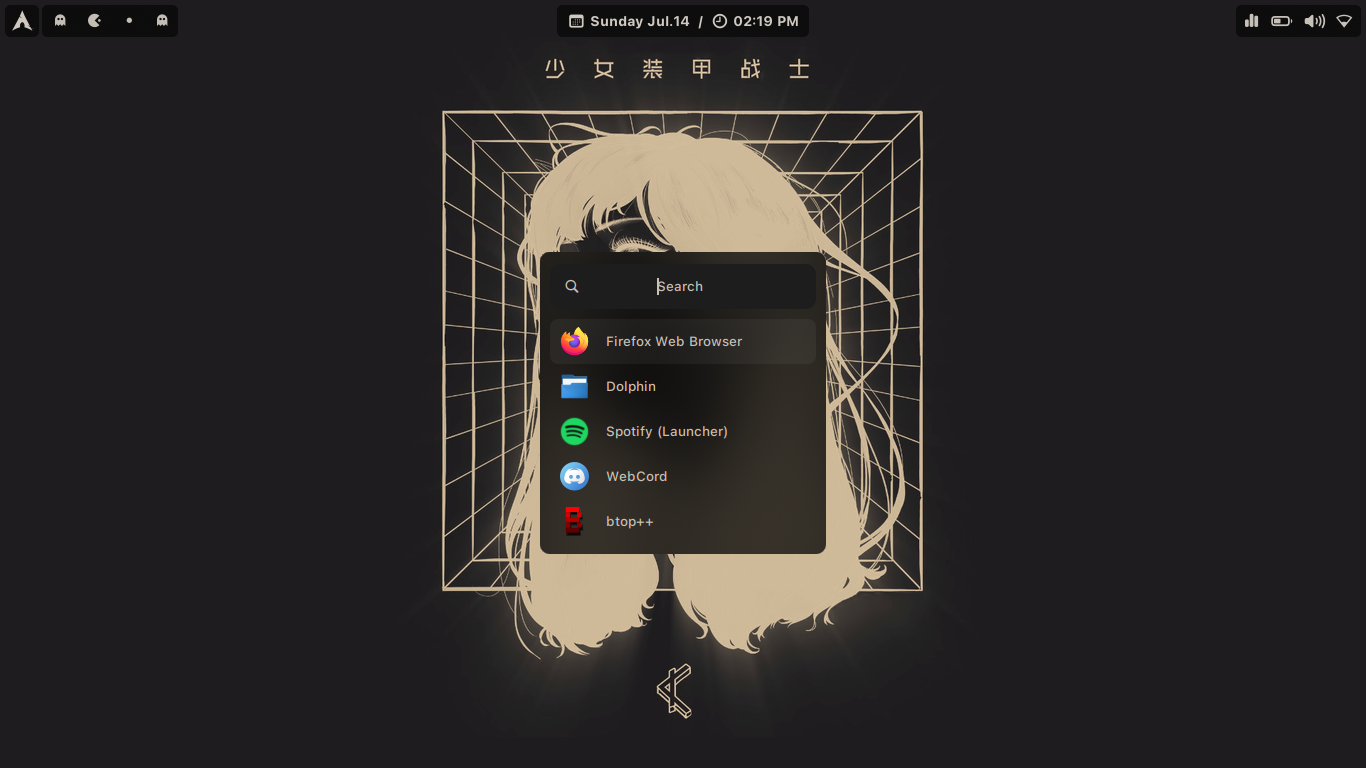 Sunday Jul.14 / 02:19 PM
少女装甲战士
Search
Firefox Web Browser
Dolphin
Spotify (Launcher)
WebCord
btop++